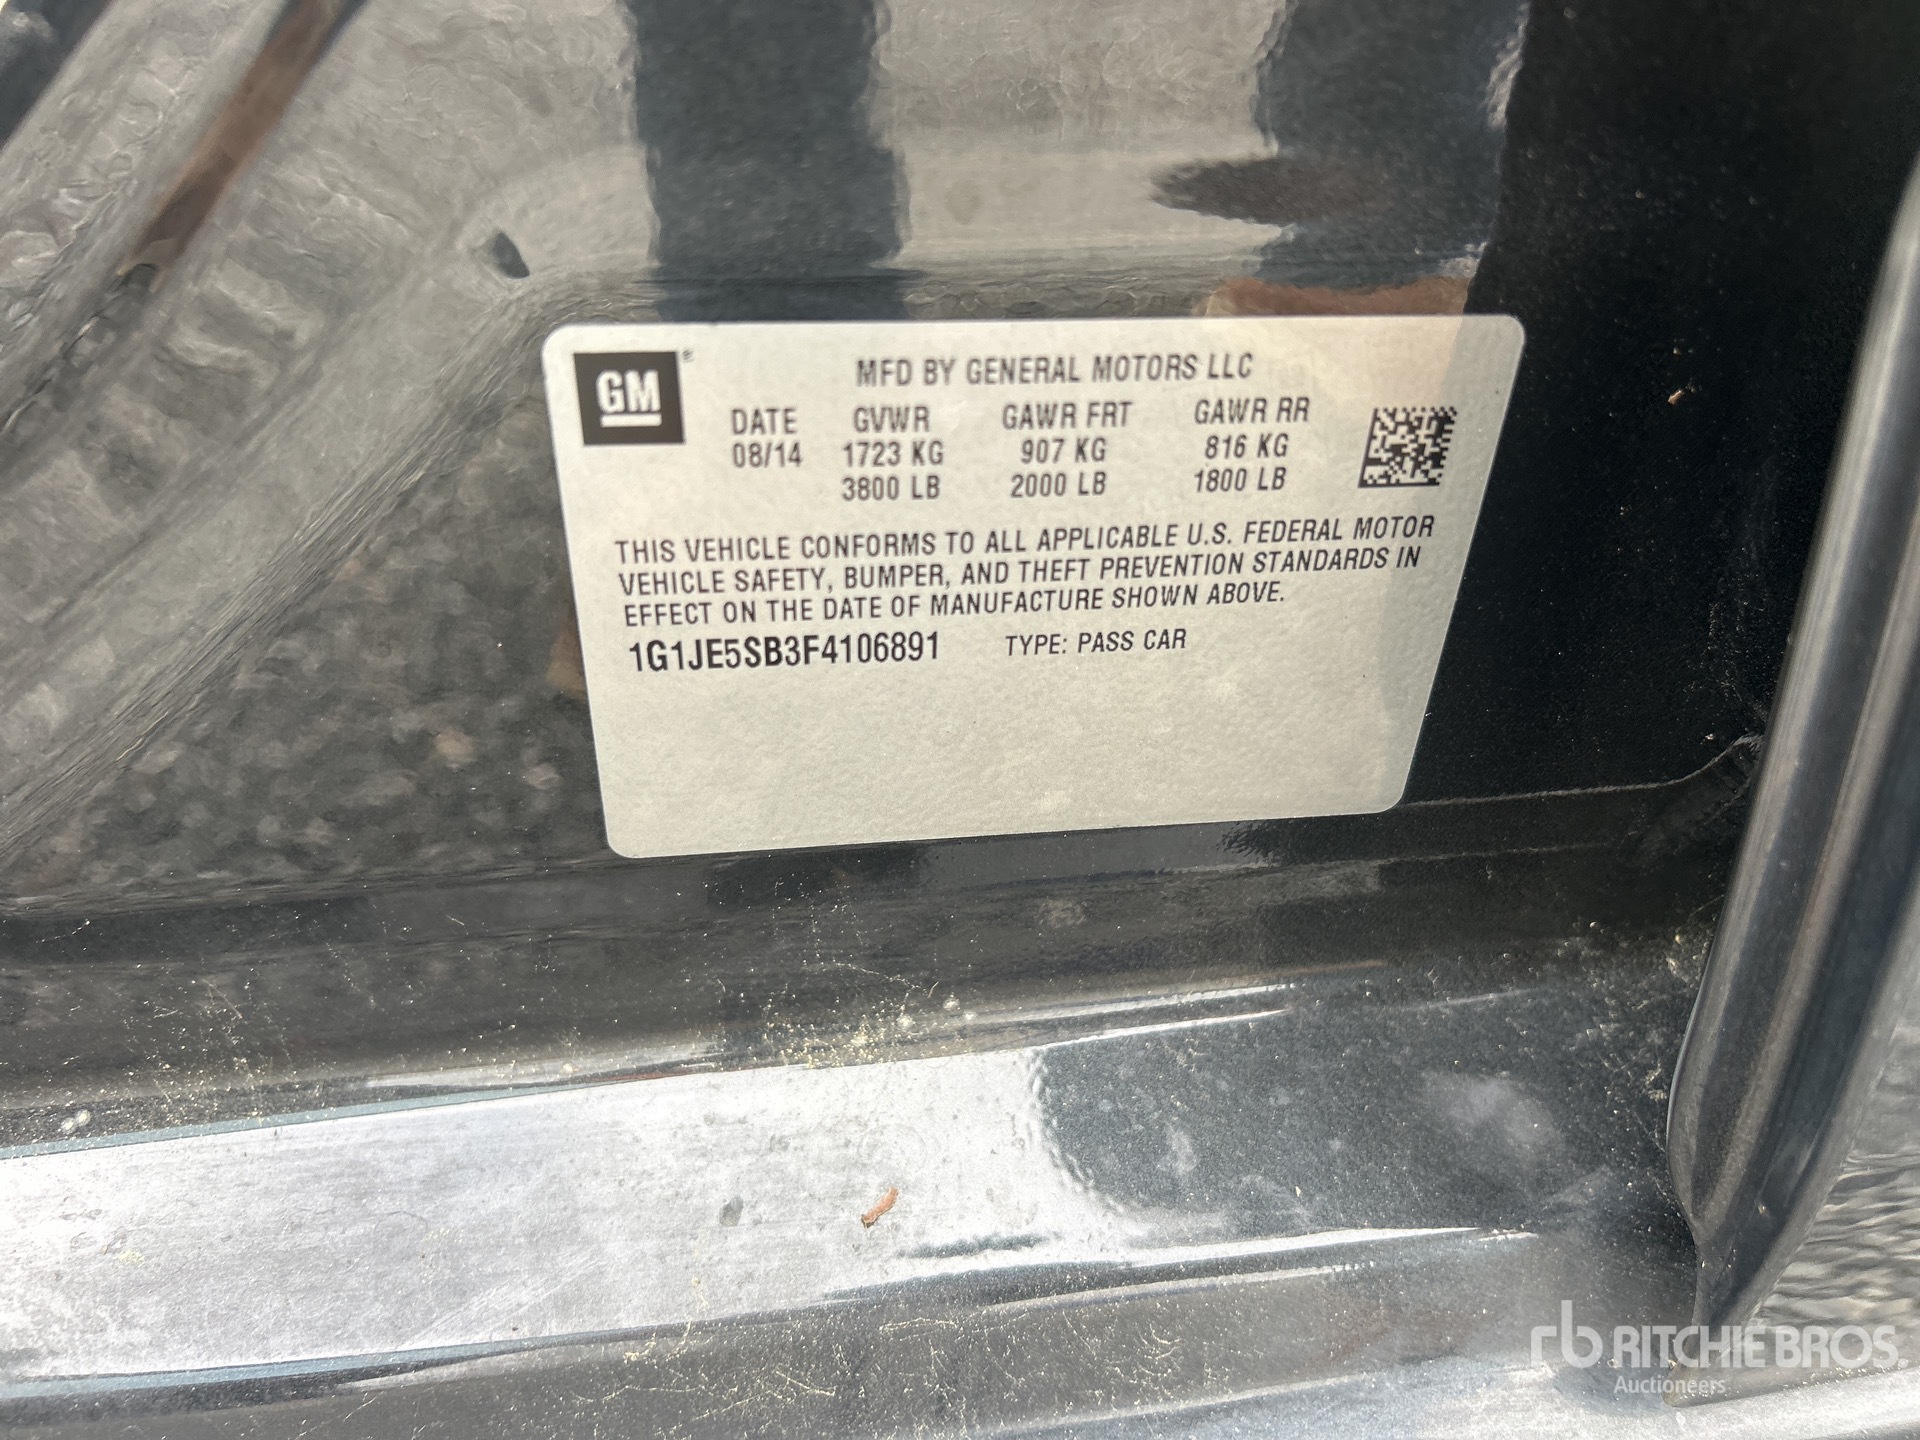 GM®
MFD BY GENERAL MOTORS LLC
DATE GVWR GAWR FRT GAWR RR
08/14 1723 KG 907 KG 816 KG
3800 LB 2000 LB 1800 LB
THIS VEHICLE CONFORMS TO ALL APPLICABLE U.S. FEDERAL MOTOR
VEHICLE SAFETY, BUMPER, AND THEFT PREVENTION STANDARDS IN
EFFECT ON THE DATE OF MANUFACTURE SHOWN ABOVE.
1G1JE5SB3F4106891 TYPE: PASS CAR
rb RITCHIE BROS.
Auctioneers